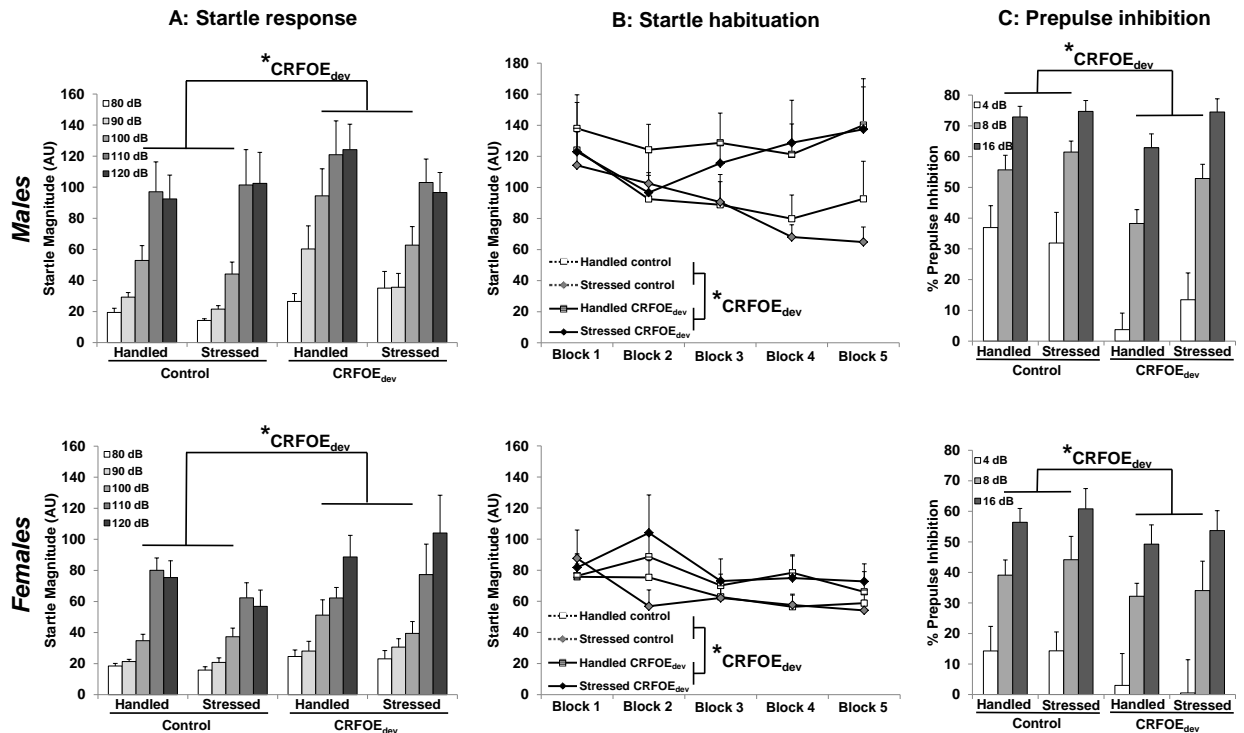 A: Startle response
B: Startle habituation
C: Prepulse inhibition
Males
*CRFOEdev
Startle Magnitude (AU)
160
140
120
100
80
60
40
20
0
80 dB
90 dB
100 dB
110 dB
120 dB
Handled Stressed Handled Stressed
Control CRFOEdev
Startle Magnitude (AU)
160
140
120
100
80
60
40
20
0
Handled control
Stressed control
Handled CRFOEdev
Stressed CRFOEdev
*CRFOEdev
Block 1 Block 2 Block 3 Block 4 Block 5
*CRFOEdev
% Prepulse Inhibition
80
70
60
50
40
30
20
10
0
4 dB
8 dB
16 dB
Handled Stressed Handled Stressed
Control CRFOEdev
Females
*CRFOEdev
Startle Magnitude (AU)
160
140
120
100
80
60
40
20
0
80 dB
90 dB
100 dB
110 dB
120 dB
Handled Stressed Handled Stressed
Control CRFOEdev
Startle Magnitude (AU)
160
140
120
100
80
60
40
20
0
Handled control
Stressed control
Handled CRFOEdev
Stressed CRFOEdev
*CRFOEdev
Block 1 Block 2 Block 3 Block 4 Block 5
*CRFOEdev
% Prepulse Inhibition
80
70
60
50
40
30
20
10
0
4 dB
8 dB
16 dB
Handled Stressed Handled Stressed
Control CRFOEdev